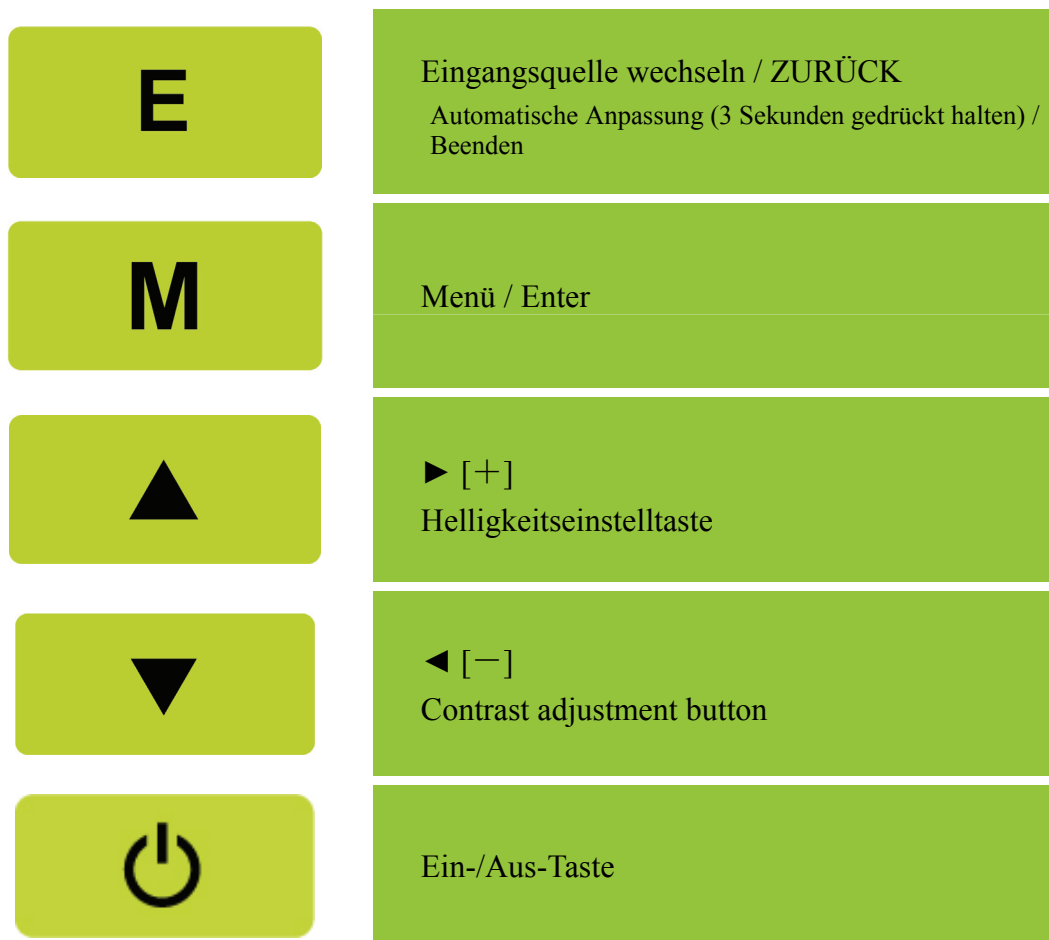 E
Eingangsquelle wechseln / ZURÜCK
Automatische Anpassung (3 Sekunden gedrückt halten) /
Beenden
M
Menü / Enter
▲
► [+]
Helligkeitseinstelltaste
▼
◄ [－]
Contrast adjustment button
Ein-/Aus-Taste